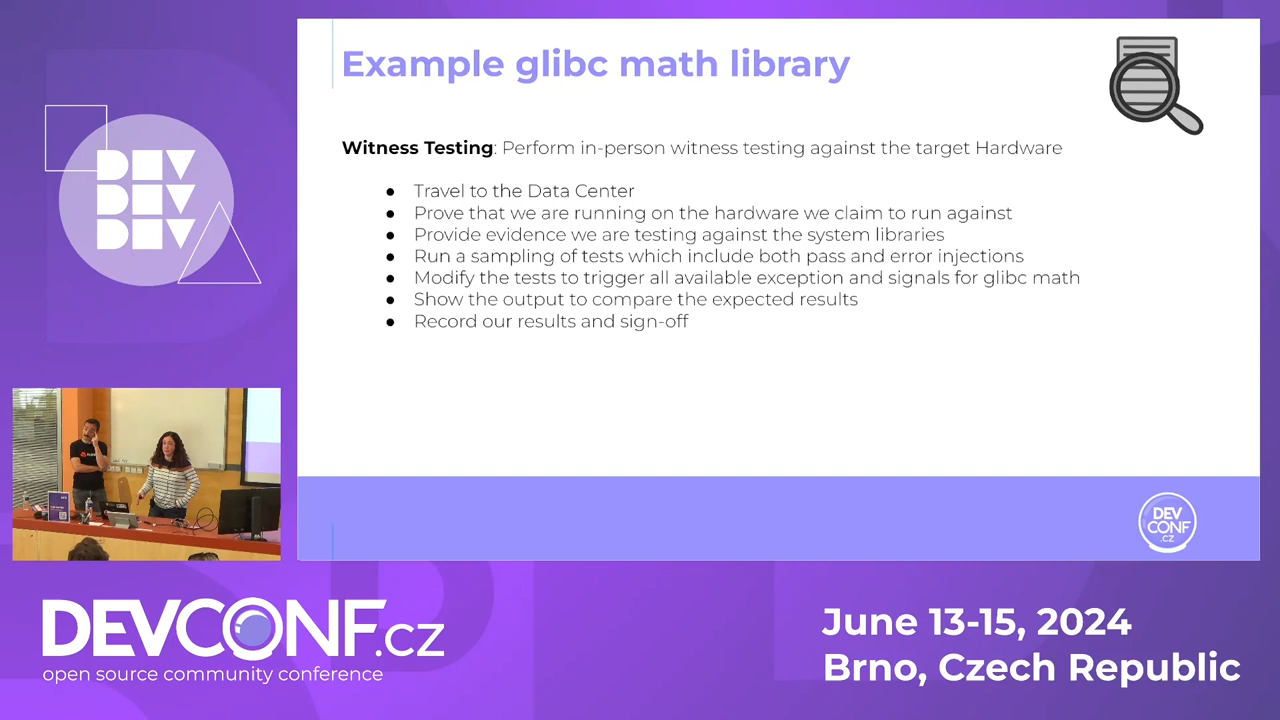 Example glibc math library
Witness Testing: Perform in-person witness testing against the target Hardware
● Travel to the Data Center
● Prove that we are running on the hardware we claim to run against
● Provide evidence we are testing against the system libraries
● Run a sampling of tests which include both pass and error injections
● Modify the tests to trigger all available exception and signals for glibc math
● Show the output to compare the expected results
● Record our results and sign-off
DEV
DEV
DEV
DEV
CONF
.CZ
DEVCONF.cz
open source community conference
June 13-15, 2024
Brno, Czech Republic